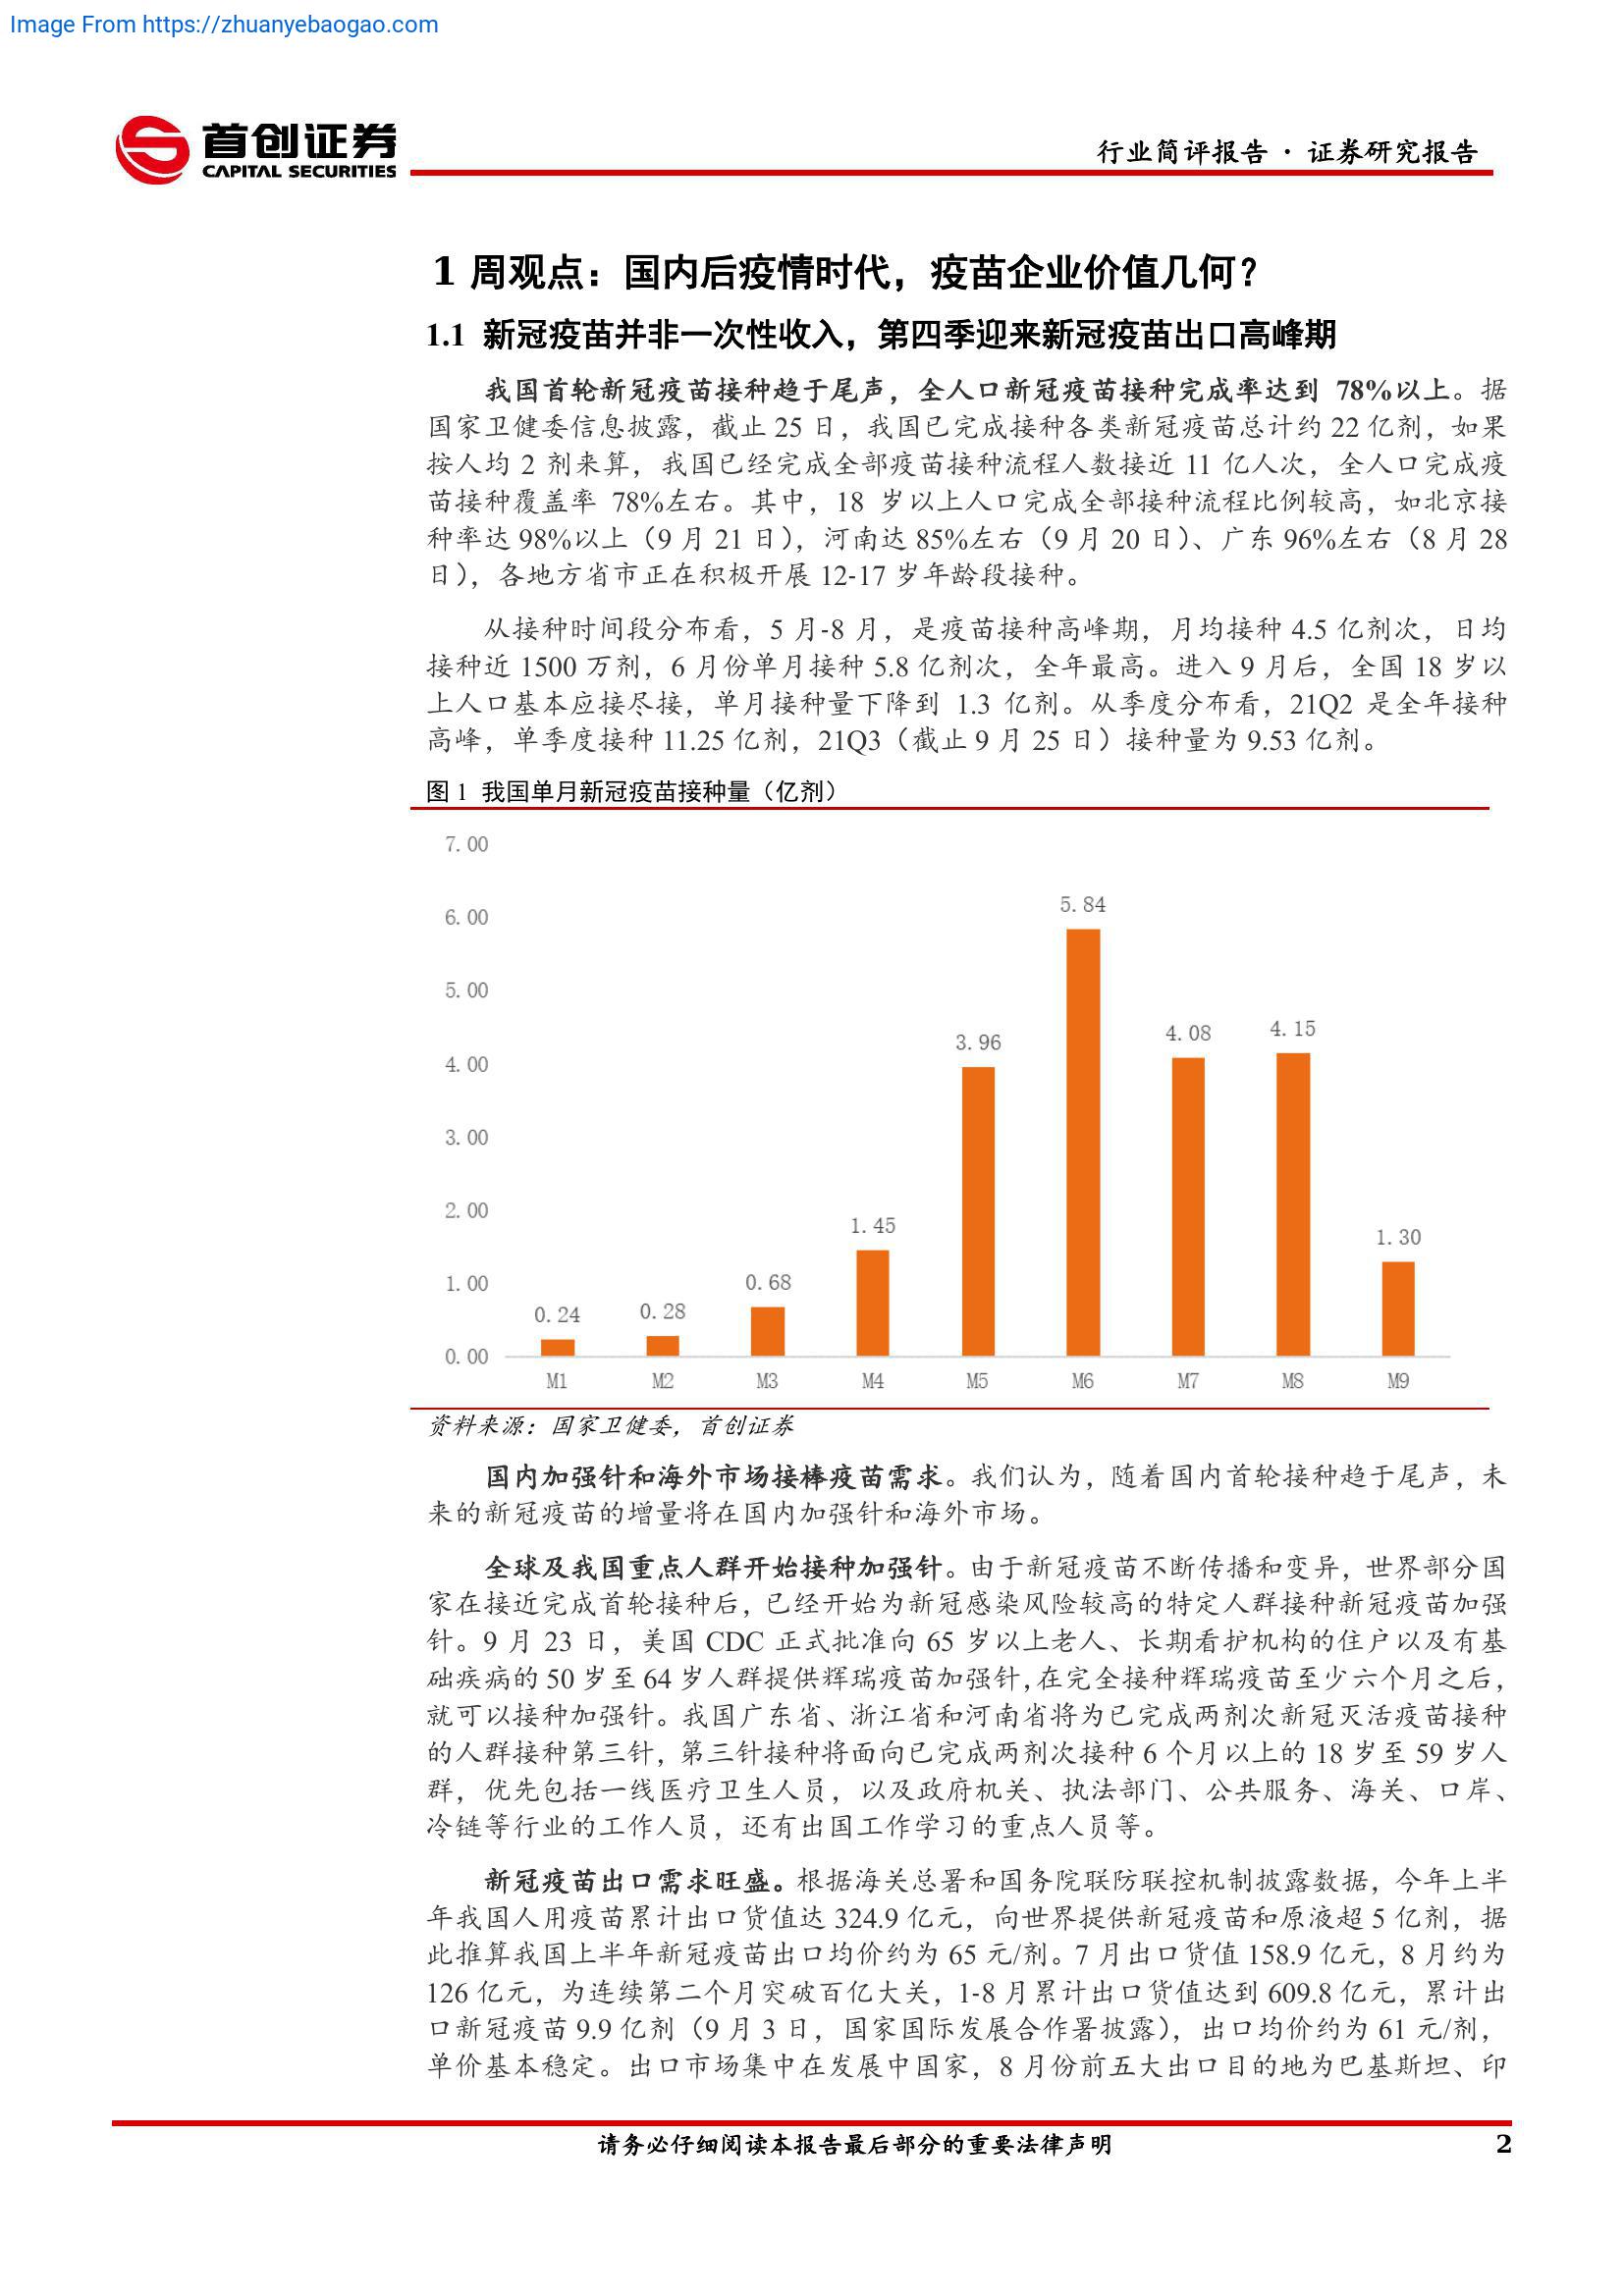 Image From https://zhuanyebaogao.com
首创证券
CAPITAL SECURITIES
行业简评报告 · 证券研究报告
1 周观点：国内后疫情时代，疫苗企业价值几何？
1.1 新冠疫苗并非一次性收入，第四季迎来新冠疫苗出口高峰期
我国首轮新冠疫苗接种趋于尾声，全人口新冠疫苗接种完成率达到 78%以上。据
国家卫健委信息披露，截止 25 日，我国已完成接种各类新冠疫苗总计约 22 亿剂，如果
按人均 2 剂来算，我国已经完成全部疫苗接种流程人数接近 11 亿人次，全人口完成疫
苗接种覆盖率 78%左右。其中，18 岁以上人口完成全部接种流程比例较高，如北京接
种率达 98%以上（9 月 21 日），河南达 85%左右（9 月 20 日）、广东 96%左右（8 月 28
日），各地方省市正在积极开展 12-17 岁年龄段接种。
从接种时间段分布看，5 月-8 月，是疫苗接种高峰期，月均接种 4.5 亿剂次，日均
接种近 1500 万剂，6 月份单月接种 5.8 亿剂次，全年最高。进入 9 月后，全国 18 岁以
上人口基本应接尽接，单月接种量下降到 1.3 亿剂。从季度分布看，21Q2 是全年接种
高峰，单季度接种 11.25 亿剂，21Q3（截止 9 月 25 日）接种量为 9.53 亿剂。
图 1 我国单月新冠疫苗接种量（亿剂）
7.00
6.00
5.00
4.00
3.00
2.00
1.00
0.00
0.24
0.28
0.68
1.45
3.96
5.84
4.08
4.15
1.30
M1 M2 M3 M4 M5 M6 M7 M8 M9
资料来源：国家卫健委，首创证券
国内加强针和海外市场接棒疫苗需求。我们认为，随着国内首轮接种趋于尾声，未
来的新冠疫苗的增量将在国内加强针和海外市场。
全球及我国重点人群开始接种加强针。由于新冠疫苗不断传播和变异，世界部分国
家在接近完成首轮接种后，已经开始为新冠感染风险较高的特定人群接种新冠疫苗加强
针。9 月 23 日，美国 CDC 正式批准向 65 岁以上老人、长期看护机构的住户以及有基
础疾病的 50 岁至 64 岁人群提供辉瑞疫苗加强针，在完全接种辉瑞疫苗至少六个月之后，
就可以接种加强针。我国广东省、浙江省和河南省将为已完成两剂次新冠灭活疫苗接种
的人群接种第三针，第三针接种将面向已完成两剂次接种 6 个月以上的 18 岁至 59 岁人
群，优先包括一线医疗卫生人员，以及政府机关、执法部门、公共服务、海关、口岸、
冷链等行业的工作人员，还有出国工作学习的重点人员等。
新冠疫苗出口需求旺盛。根据海关总署和国务院联防联控机制披露数据，今年上半
年我国人用疫苗累计出口货值达 324.9 亿元，向世界提供新冠疫苗和原液超 5 亿剂，据
此推算我国上半年新冠疫苗出口均价约为 65 元/剂。7 月出口货值 158.9 亿元，8 月约为
126 亿元，为连续第二个月突破百亿大关，1-8 月累计出口货值达到 609.8 亿元，累计出
口新冠疫苗 9.9 亿剂（9 月 3 日，国家国际发展合作署披露），出口均价约为 61 元/剂，
单价基本稳定。出口市场集中在发展中国家，8 月份前五大出口目的地为巴基斯坦、印
请务必仔细阅读本报告最后部分的重要法律声明
2